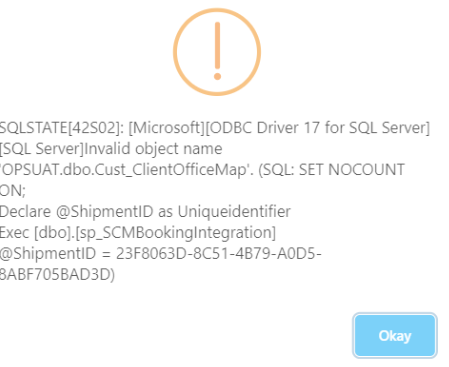 !
SQLSTATE[42S02]: [Microsoft][ODBC Driver 17 for SQL Server]
[SQL Server]Invalid object name
'OPSUAT.dbo.Cust_ClientOfficeMap'. (SQL: SET NOCOUNT
ON;
Declare @ShipmentID as Uniqueidentifier
Exec [dbo].[sp_SCMBookingIntegration]
@ShipmentID = 23F8063D-8C51-4B79-A0D5-
8ABF705BAD3D)
Okay